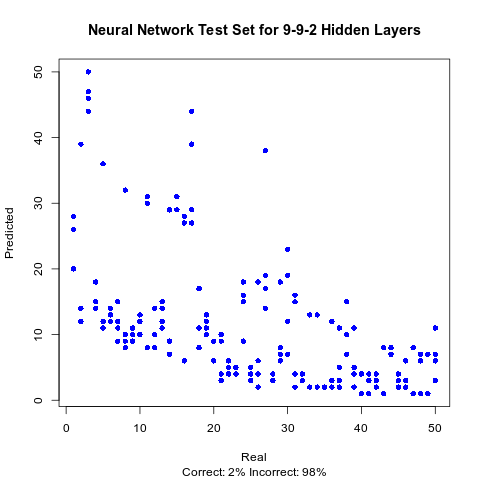 Neural Network Test Set for 9-9-2 Hidden Layers
Predicted
50
40
30
20
10
0
0 10 20 30 40 50
Real
Correct: 2% Incorrect: 98%